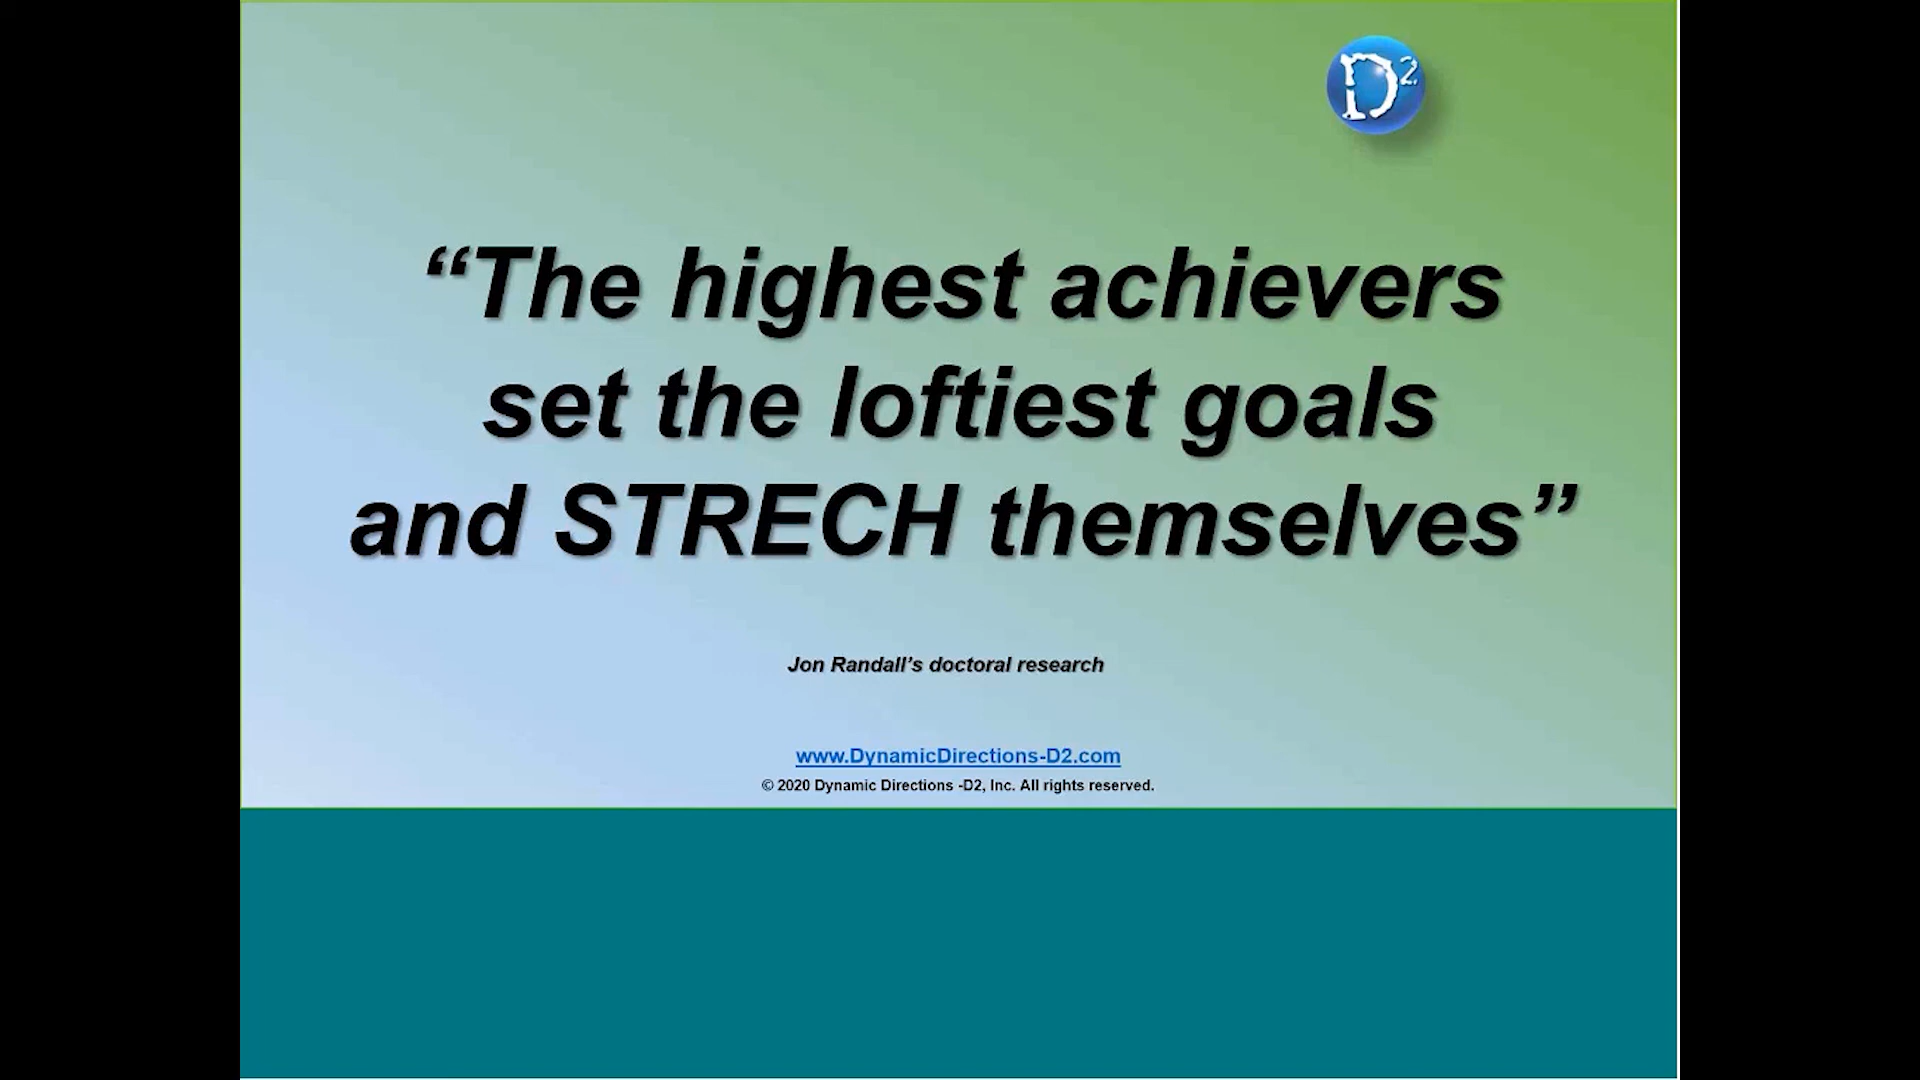 D²
“The highest achievers
set the loftiest goals
and STRECH themselves”
Jon Randall’s doctoral research
www.DynamicDirections-D2.com
© 2020 Dynamic Directions -D2, Inc. All rights reserved.